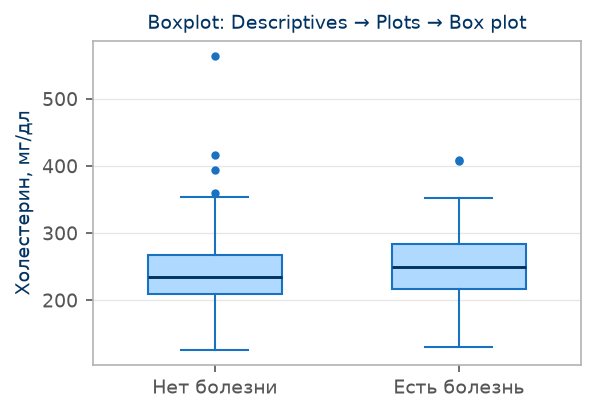 Boxplot: Descriptives → Plots → Box plot
Холестерин, мг/дл
500
400
300
200
Нет болезни
Есть болезнь